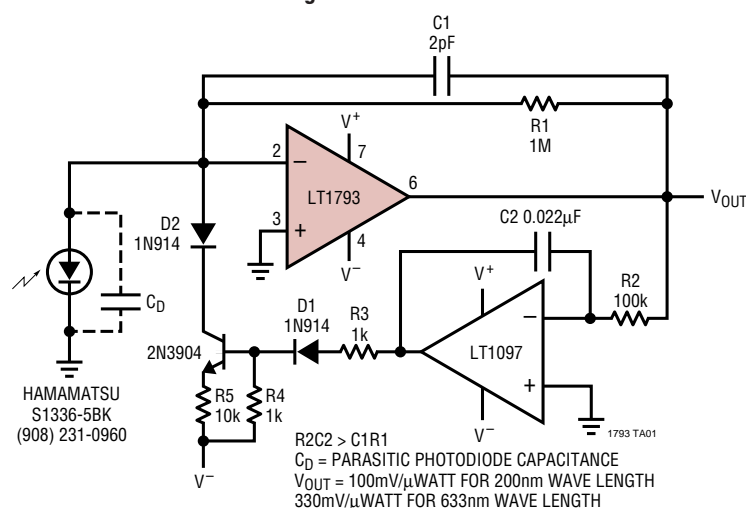 C1
2pF
R1
1M
V+
2
7
−
LT1793
6
VOUT
3
+
4
V−
D2
1N914
C2 0.022µF
R2
100k
CD
D1
1N914
R3
1k
V+
−
LT1097
+
V−
2N3904
R5
10k
R4
1k
V−
HAMAMATSU
S1336-5BK
(908) 231-0960
1793 TA01
R2C2 > C1R1
CD = PARASITIC PHOTODIODE CAPACITANCE
VOUT = 100mV/µWATT FOR 200nm WAVE LENGTH
330mV/µWATT FOR 633nm WAVE LENGTH